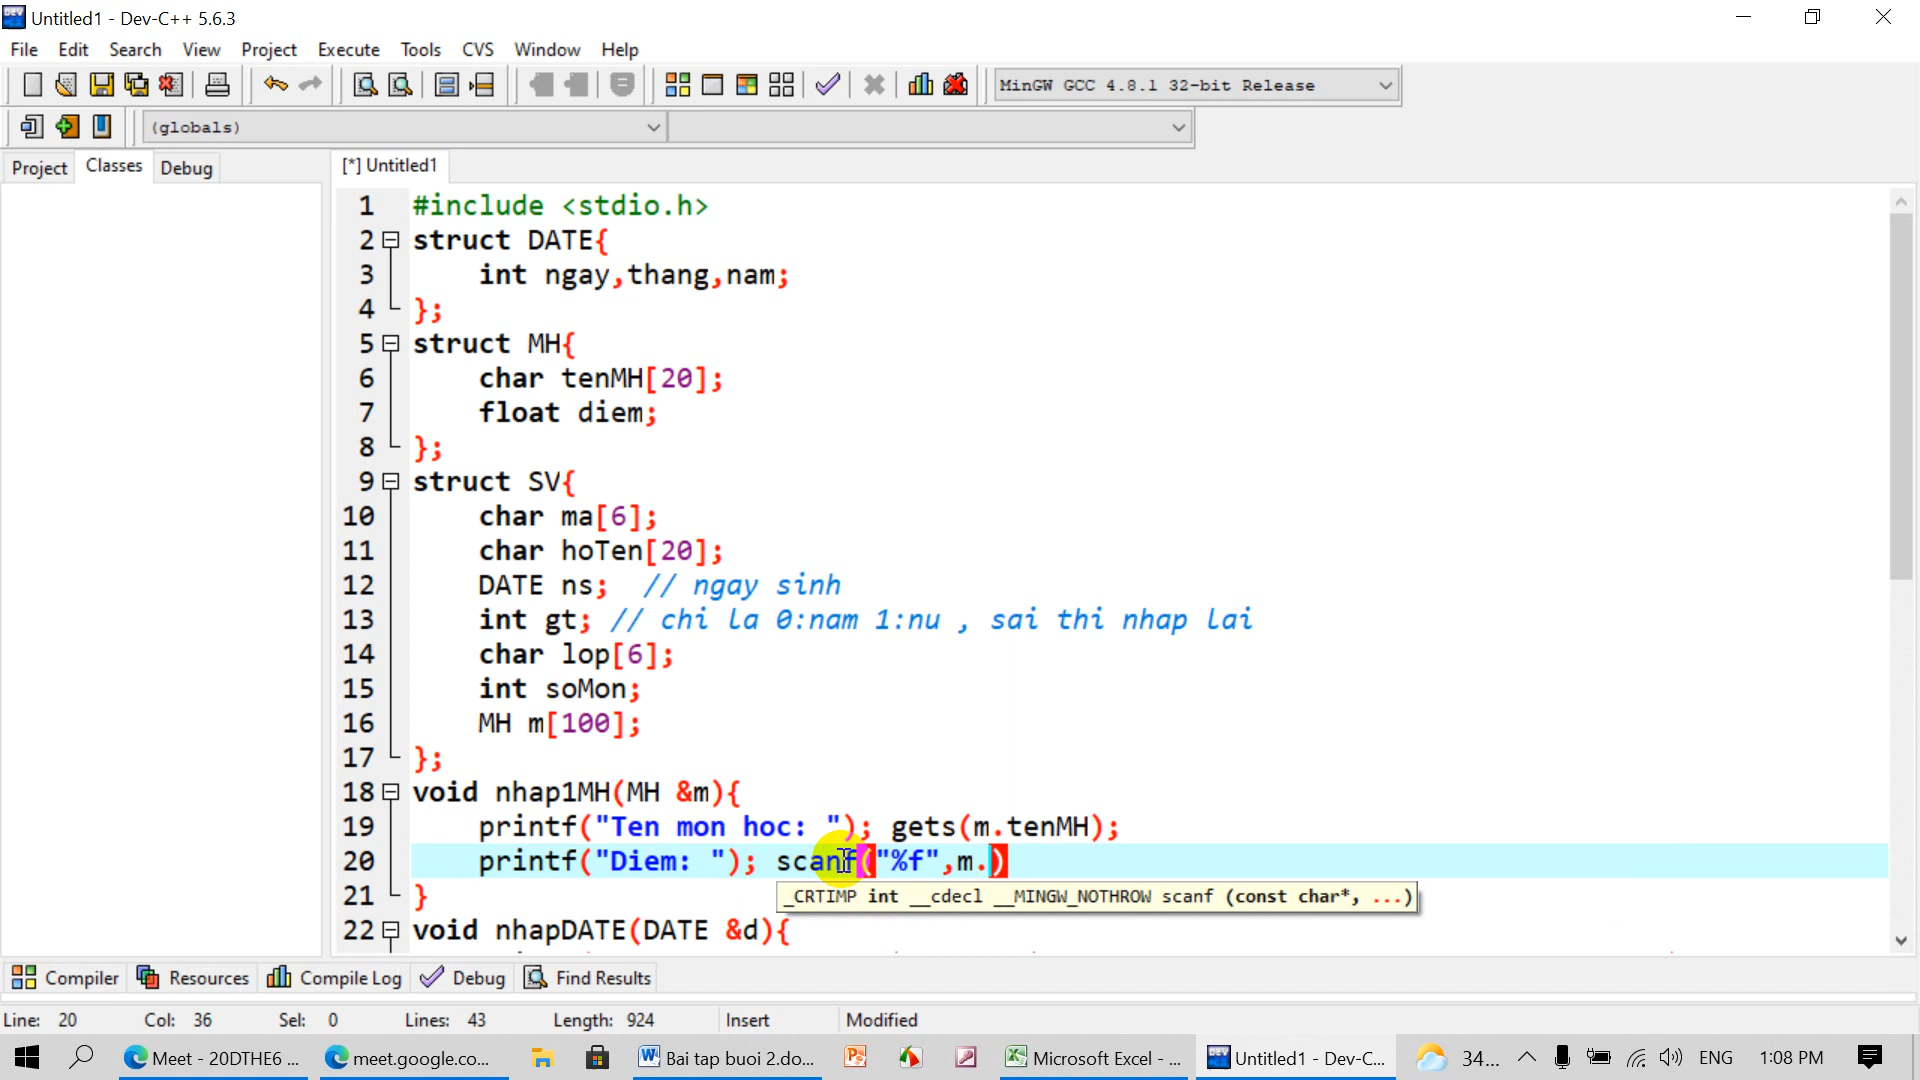 Untitled1 - Dev-C++ 5.6.3
File Edit Search View Project Execute Tools CVS Window Help
MinGW GCC 4.8.1 32-bit Release
(globals)
Project Classes Debug
[*] Untitled1
1 #include <stdio.h>
2 struct DATE{
3 int ngay,thang,nam;
4 };
5 struct MH{
6 char tenMH[20];
7 float diem;
8 };
9 struct SV{
10 char ma[6];
11 char hoTen[20];
12 DATE ns; // ngay sinh
13 int gt; // chi la 0:nam 1:nu , sai thi nhap lai
14 char lop[6];
15 int soMon;
16 MH m[100];
17 };
18 void nhap1MH(MH &m){
19 printf("Ten mon hoc: "); gets(m.tenMH);
20 printf("Diem: "); scanf("%f",m.)
_CRTIMP int __cdecl __MINGW_NOTHROW scanf (const char*, ...)
21 }
22 void nhapDATE(DATE &d){
Compiler Resources Compile Log Debug Find Results
Line: 20 Col: 36 Sel: 0 Lines: 43 Length: 924 Insert Modified
Meet - 20DTHE6 ... meet.google.co... Bai tap buoi 2.do... Microsoft Excel - ... Untitled1 - Dev-C... 34... ENG 1:08 PM